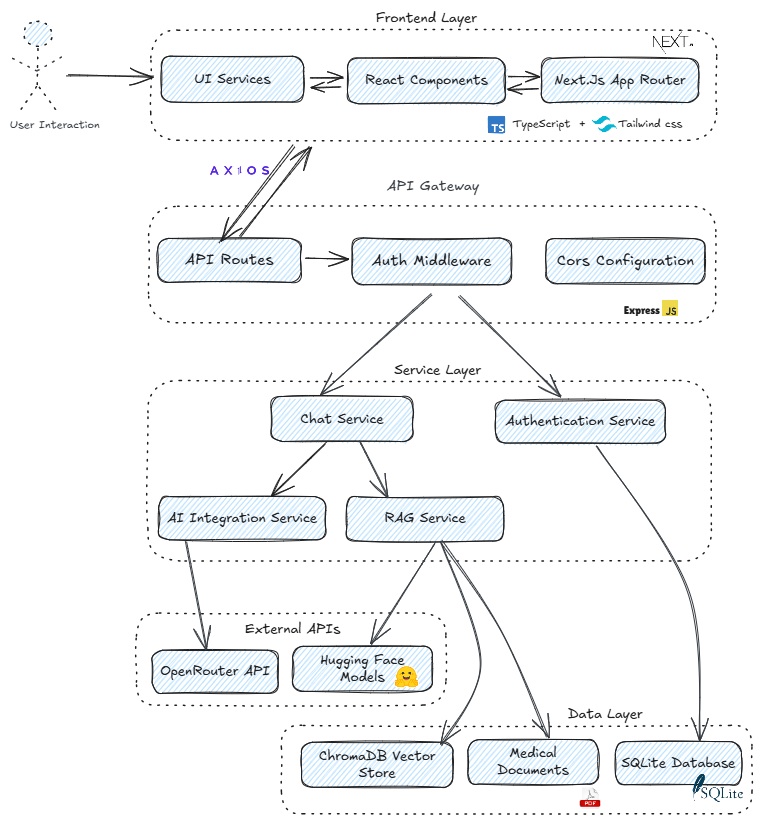 Frontend Layer
NEXT.
UI Services
React Components
Next.Js App Router
User Interaction
TS
TypeScript + Tailwind css
AXIOS
API Gateway
API Routes
Auth Middleware
Cors Configuration
Express JS
Service Layer
Chat Service
Authentication Service
AI Integration Service
RAG Service
External APIs
OpenRouter API
Hugging Face
Models
Data Layer
ChromaDB Vector
Store
Medical
Documents
SQLite Database
PDF
SQLite